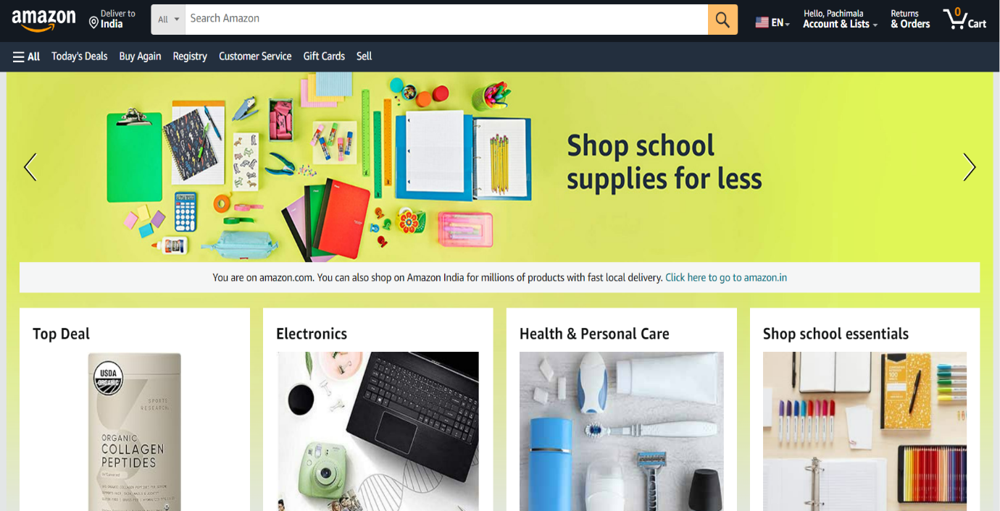 amazon
Deliver to
India
All
Search Amazon
EN
Hello, Pachimala
Account & Lists
Returns
& Orders
0
Cart
All
Today's Deals
Buy Again
Registry
Customer Service
Gift Cards
Sell
Shop school
supplies for less
You are on amazon.com. You can also shop on Amazon India for millions of products with fast local delivery. Click here to go to amazon.in
Top Deal
Electronics
Health & Personal Care
Shop school essentials
USDA
ORGANIC
SPORTS
RESEARCH
ORGANIC
COLLAGEN
PEPTIDES